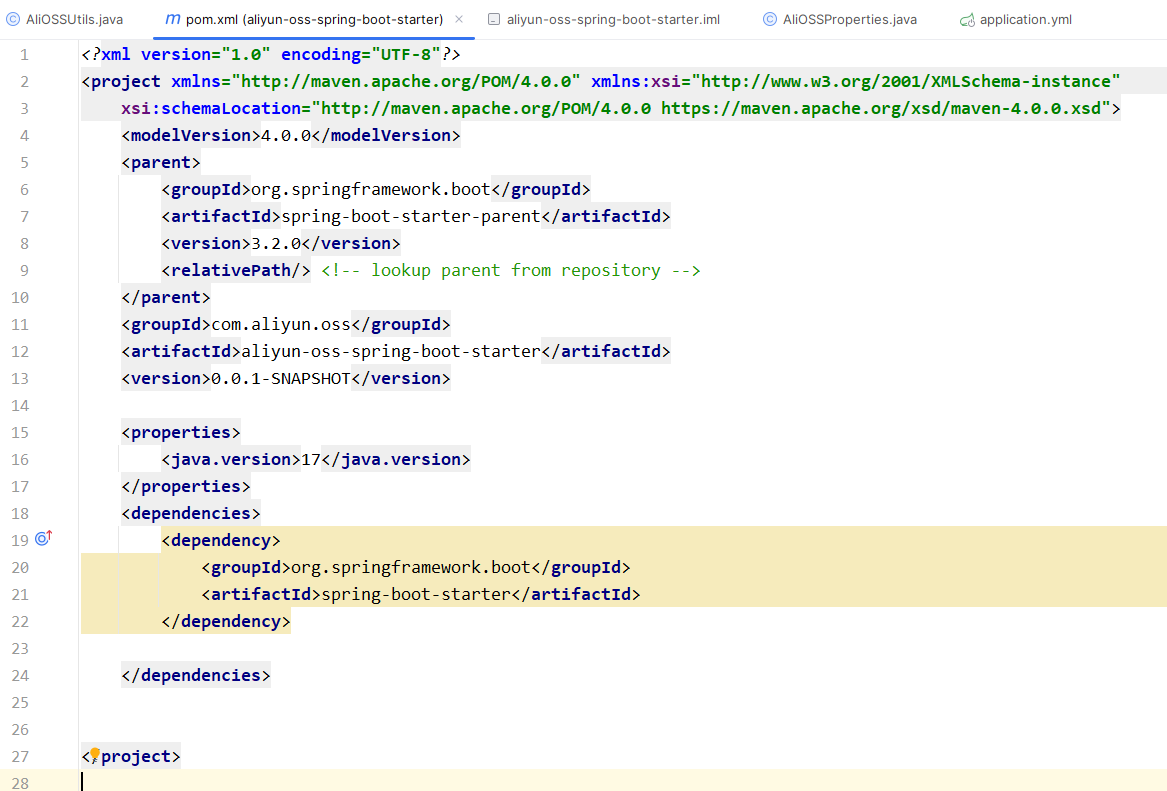 AliOSSUtils.java pom.xml (aliyun-oss-spring-boot-starter) aliyun-oss-spring-boot-starter.iml AliOSSProperties.java application.yml
1 <?xml version="1.0" encoding="UTF-8"?>
2 <project xmlns="http://maven.apache.org/POM/4.0.0" xmlns:xsi="http://www.w3.org/2001/XMLSchema-instance"
3 xsi:schemaLocation="http://maven.apache.org/POM/4.0.0 https://maven.apache.org/xsd/maven-4.0.0.xsd">
4 <modelVersion>4.0.0</modelVersion>
5 <parent>
6 <groupId>org.springframework.boot</groupId>
7 <artifactId>spring-boot-starter-parent</artifactId>
8 <version>3.2.0</version>
9 <relativePath/> <!-- lookup parent from repository -->
10 </parent>
11 <groupId>com.aliyun.oss</groupId>
12 <artifactId>aliyun-oss-spring-boot-starter</artifactId>
13 <version>0.0.1-SNAPSHOT</version>
14
15 <properties>
16 <java.version>17</java.version>
17 </properties>
18 <dependencies>
19 <dependency>
20 <groupId>org.springframework.boot</groupId>
21 <artifactId>spring-boot-starter</artifactId>
22 </dependency>
23
24 </dependencies>
25
26
27 </project>
28